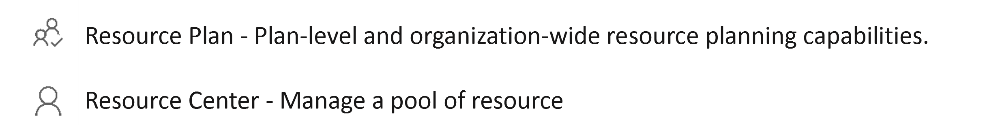 Resource Plan - Plan-level and organization-wide resource planning capabilities.
Resource Center - Manage a pool of resource